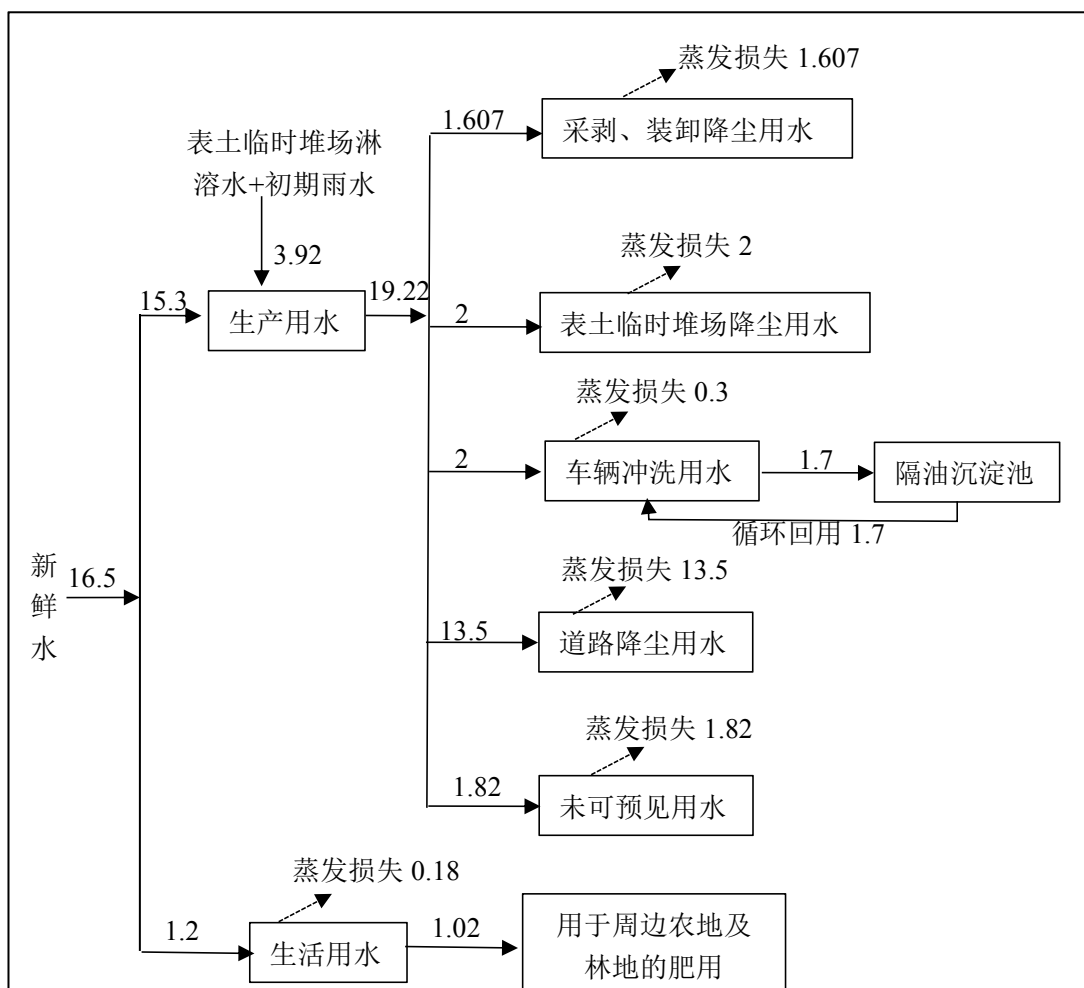 蒸发损失 1.607
1.607
采剥、装卸降尘用水
表土临时堆场淋
溶水+初期雨水
3.92
蒸发损失 2
15.3
生产用水
19.22
2
表土临时堆场降尘用水
蒸发损失 0.3
2
车辆冲洗用水
1.7
隔油沉淀池
循环回用 1.7
新
鲜
水
16.5
蒸发损失 13.5
13.5
道路降尘用水
蒸发损失 1.82
1.82
未可预见用水
蒸发损失 0.18
1.2
生活用水
1.02
用于周边农地及
林地的肥用